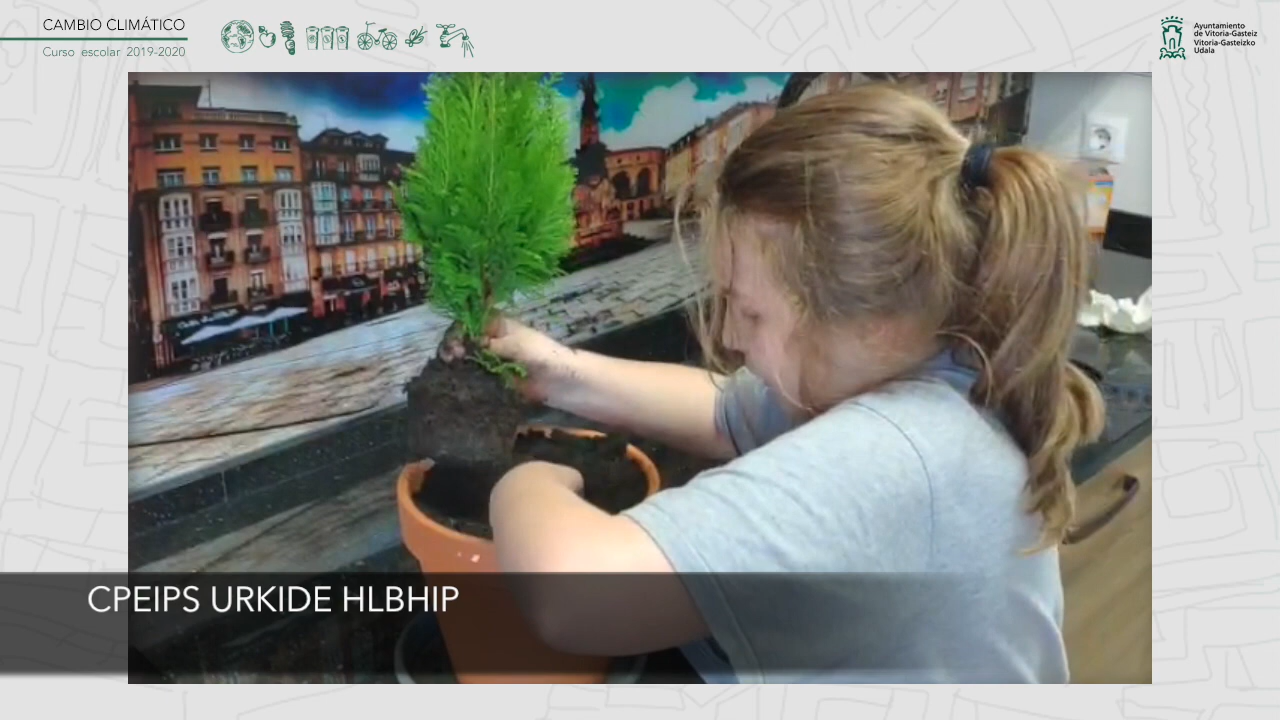 CAMBIO CLIMÁTICO
Curso escolar 2019-2020
Ayuntamiento
de Vitoria-Gasteiz
Vitoria-Gasteizko
Udala
CPEIPS URKIDE HLBHIP